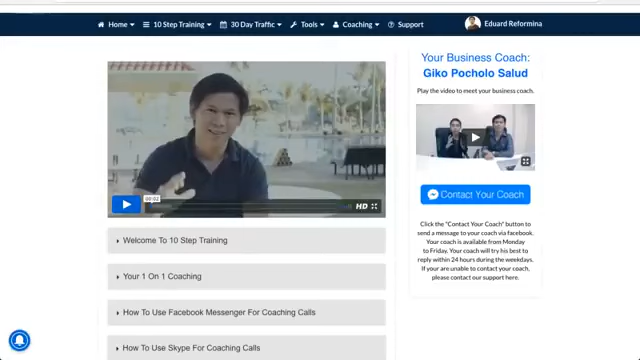 Home 10 Step Training 30 Day Traffic Tools Coaching Support Eduard Reformina
Your Business Coach:
Giko Pocholo Salud
Play the video to meet your business coach.
00:02
HD
Contact Your Coach
Click the "Contact Your Coach" button to
send a message to your coach via facebook.
Your coach is available from Monday
to Friday. Your coach will try his best to
reply within 24 hours during the weekdays.
If your are unable to contact your coach,
please contact our support here.
Welcome To 10 Step Training
Your 1 On 1 Coaching
How To Use Facebook Messenger For Coaching Calls
How To Use Skype For Coaching Calls